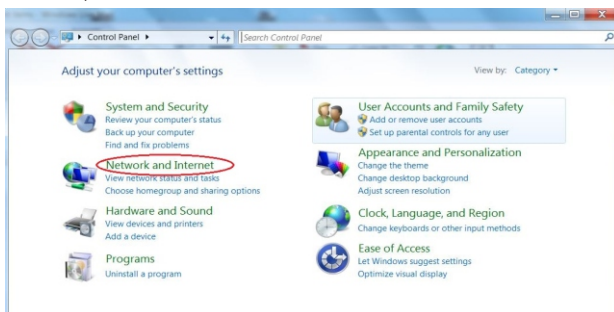 Control Panel
Search Control Panel
Adjust your computer's settings
View by: Category
System and Security
Review your computer's status
Back up your computer
Find and fix problems
Network and Internet
View network status and tasks
Choose homegroup and sharing options
Hardware and Sound
View devices and printers
Add a device
Programs
Uninstall a program
User Accounts and Family Safety
Add or remove user accounts
Set up parental controls for any user
Appearance and Personalization
Change the theme
Change desktop background
Adjust screen resolution
Clock, Language, and Region
Change keyboards or other input methods
Ease of Access
Let Windows suggest settings
Optimize visual display